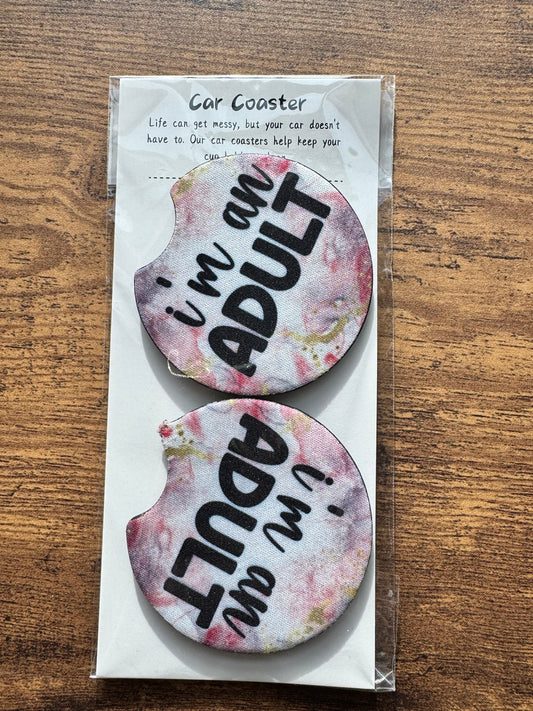 Car Coaster
Life can get messy, but your car doesn't
have to. Our car coasters help keep your
i'm an
ADULT
i'm an
ADULT